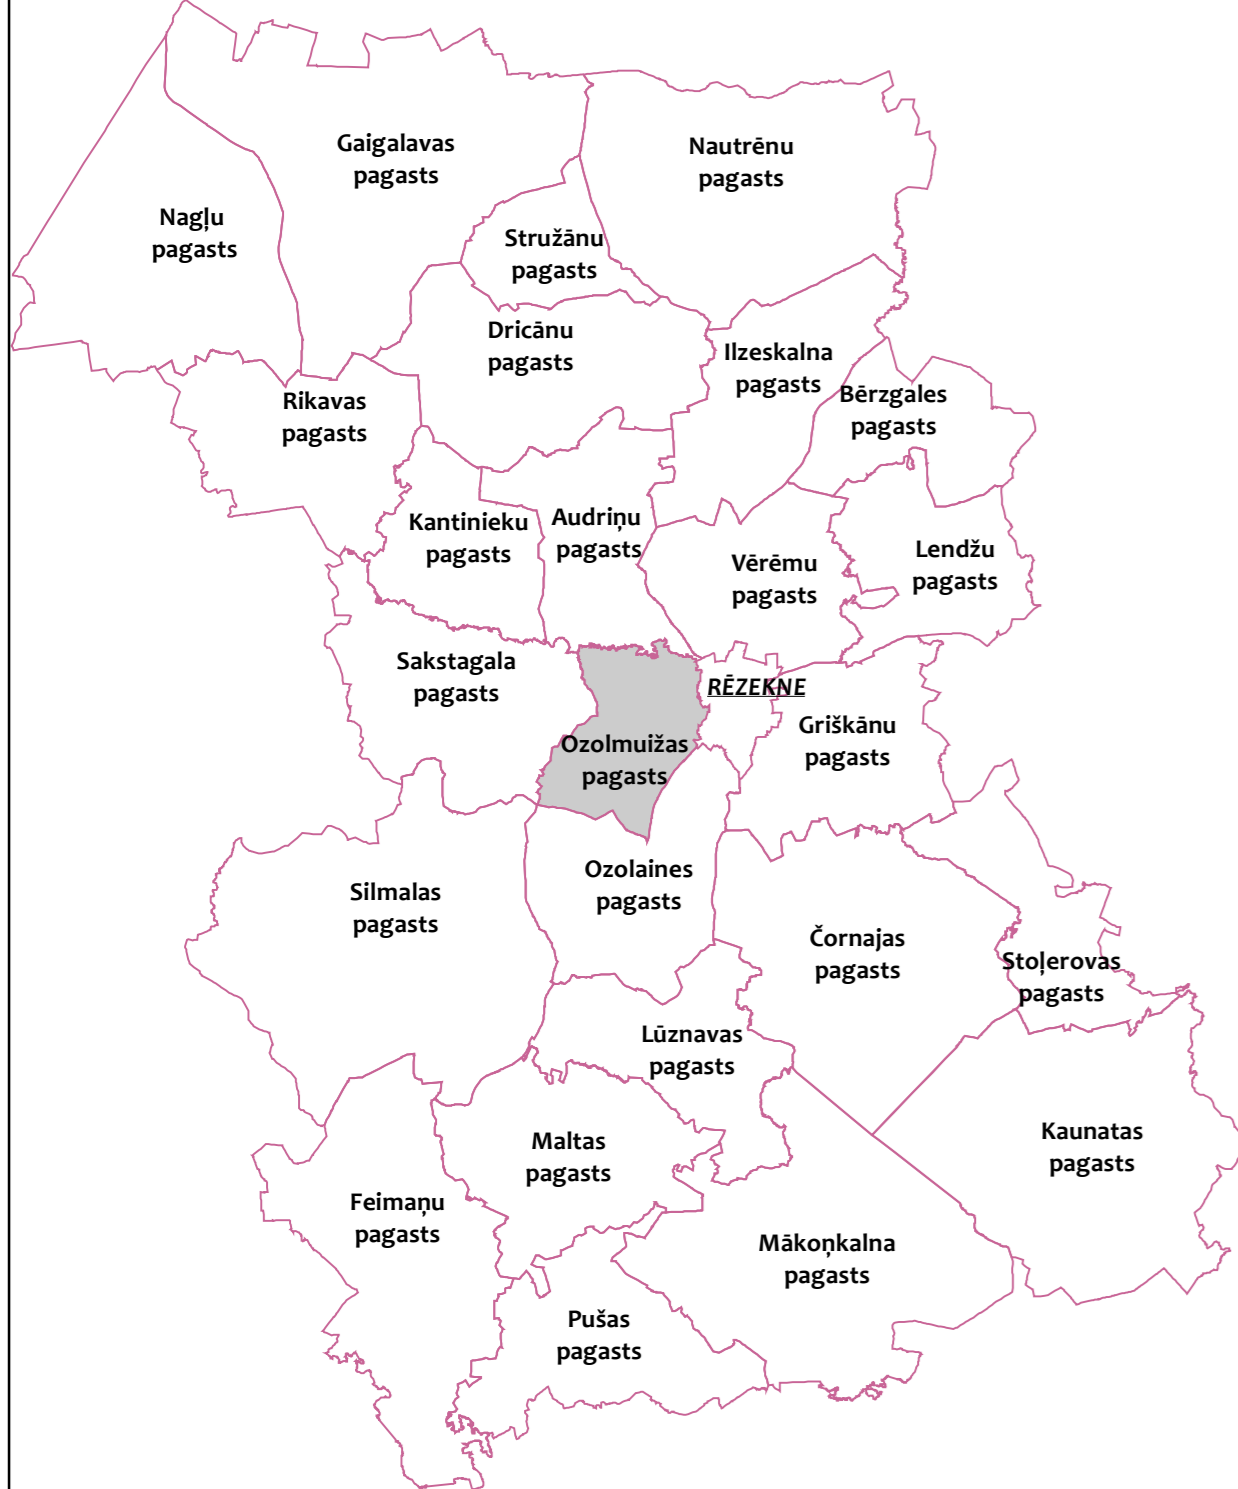 Gaigalavas
pagasts
Nautrēnu
pagasts
Nagļu
pagasts
Stružānu
pagasts
Dricānu
pagasts
Ilzeskalna
pagasts
Rikavas
pagasts
Bērzgales
pagasts
Kantinieku
pagasts
Audriņu
pagasts
Vērēmu
pagasts
Lendžu
pagasts
Sakstagala
pagasts
RĒZEKNE
Griškānu
pagasts
Ozolmuižas
pagasts
Silmalas
pagasts
Ozolaines
pagasts
Čornajas
pagasts
Stoļerovas
pagasts
Lūznavas
pagasts
Maltas
pagasts
Kaunatas
pagasts
Feimaņu
pagasts
Mākoņkalna
pagasts
Pušas
pagasts